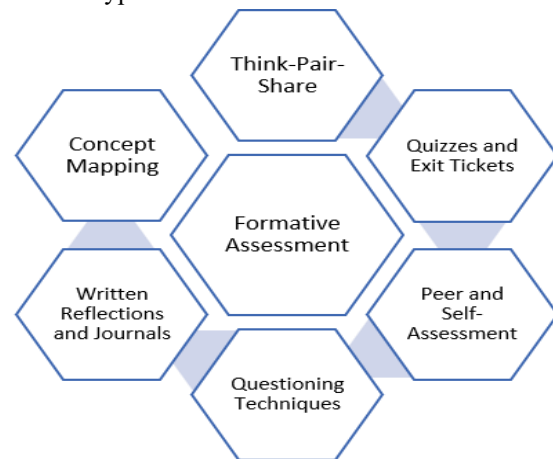 Think-Pair-
Share
Concept
Mapping
Quizzes and
Exit Tickets
Formative
Assessment
Written
Reflections
and Journals
Peer and
Self-
Assessment
Questioning
Techniques